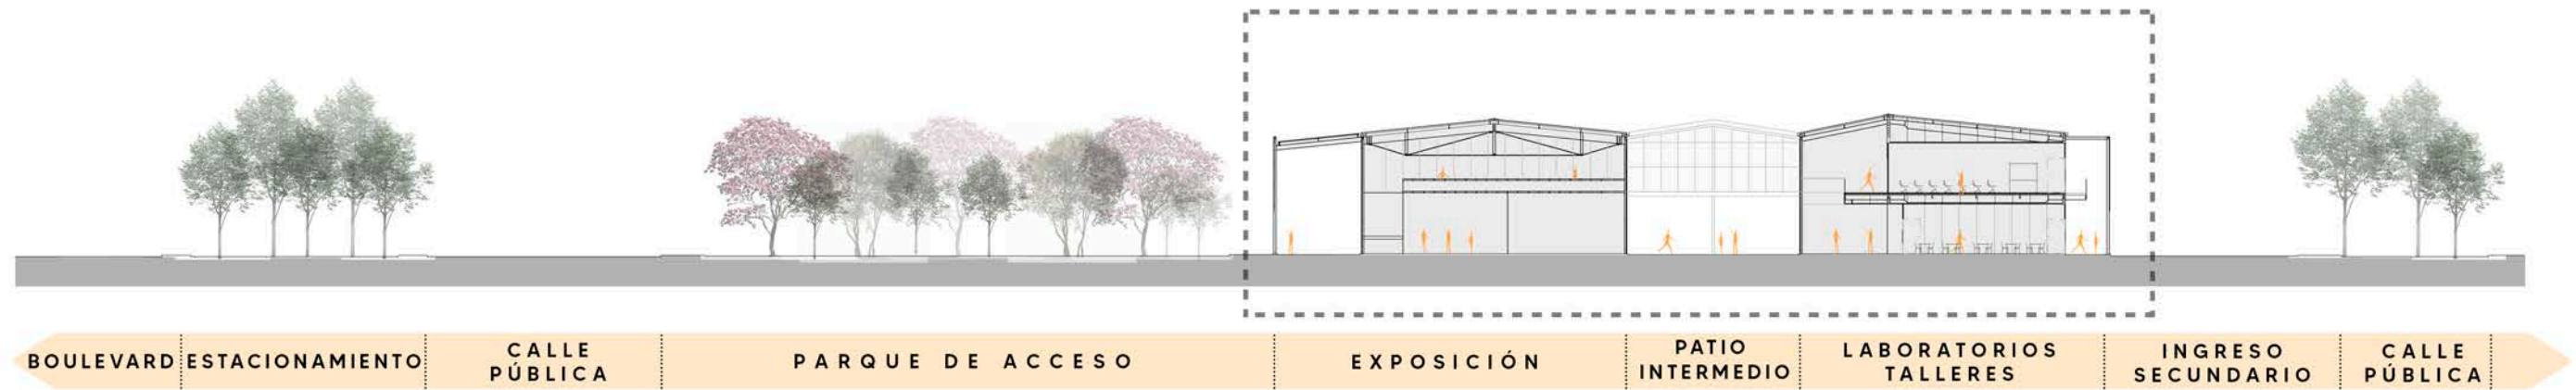 BOULEVARD
ESTACIONAMIENTO
CALLE
PÚBLICA
PARQUE DE ACCESO
EXPOSICIÓN
PATIO
INTERMEDIO
LABORATORIOS
TALLERES
INGRESO
SECUNDARIO
CALLE
PÚBLICA